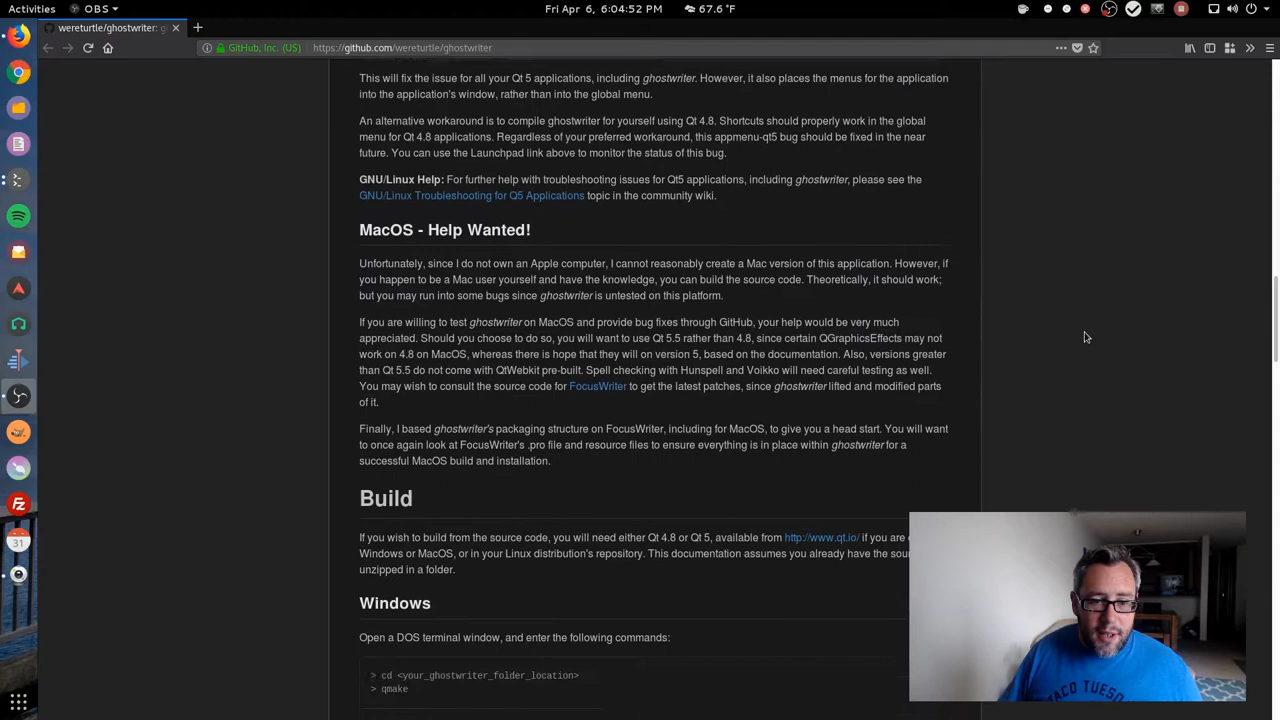 Activities
OBS
Fri Apr 6, 6:04:52 PM
67.6 °F
wereturtle/ghostwriter: g
GitHub, Inc. (US)
https://github.com/wereturtle/ghostwriter
This will fix the issue for all your Qt 5 applications, including ghostwriter. However, it also places the menus for the application
into the application's window, rather than into the global menu.
An alternative workaround is to compile ghostwriter for yourself using Qt 4.8. Shortcuts should properly work in the global
menu for Qt 4.8 applications. Regardless of your preferred workaround, this appmenu-qt5 bug should be fixed in the near
future. You can use the Launchpad link above to monitor the status of this bug.
GNU/Linux Help: For further help with troubleshooting issues for Qt5 applications, including ghostwriter, please see the
GNU/Linux Troubleshooting for Q5 Applications topic in the community wiki.
MacOS - Help Wanted!
Unfortunately, since I do not own an Apple computer, I cannot reasonably create a Mac version of this application. However, if
you happen to be a Mac user yourself and have the knowledge, you can build the source code. Theoretically, it should work;
but you may run into some bugs since ghostwriter is untested on this platform.
If you are willing to test ghostwriter on MacOS and provide bug fixes through GitHub, your help would be very much
appreciated. Should you choose to do so, you will want to use Qt 5.5 rather than 4.8, since certain QGraphicsEffects may not
work on 4.8 on MacOS, whereas there is hope that they will on version 5, based on the documentation. Also, versions greater
than Qt 5.5 do not come with QtWebkit pre-built. Spell checking with Hunspell and Voikko will need careful testing as well.
You may wish to consult the source code for FocusWriter to get the latest patches, since ghostwriter lifted and modified parts
of it.
Finally, I based ghostwriter's packaging structure on FocusWriter, including for MacOS, to give you a head start. You will want
to once again look at FocusWriter's .pro file and resource files to ensure everything is in place within ghostwriter for a
successful MacOS build and installation.
Build
If you wish to build from the source code, you will need either Qt 4.8 or Qt 5, available from http://www.qt.io/ if you are
Windows or MacOS, or in your Linux distribution's repository. This documentation assumes you already have the sou
unzipped in a folder.
Windows
Open a DOS terminal window, and enter the following commands:
> cd <your_ghostwriter_folder_location>
> qmake
31
TACO TUES